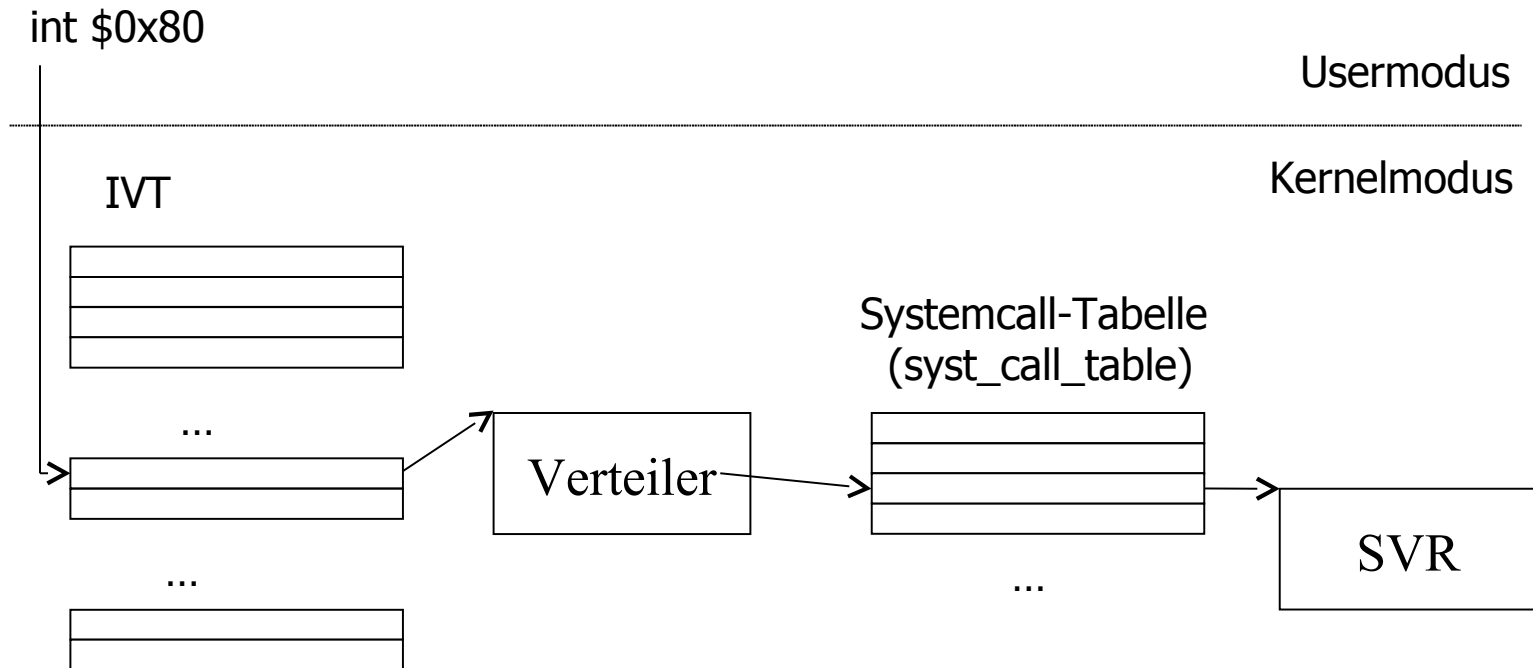 int $0x80
Usermodus
Kernelmodus
IVT
Systemcall-Tabelle
(syst_call_table)
...
Verteiler
SVR
...
...